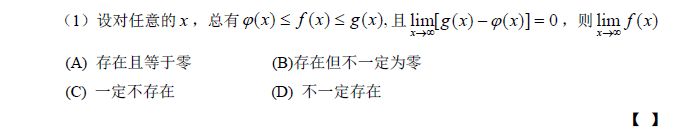 (1) 设对任意的 x，总有 φ(x) ≤ f(x) ≤ g(x), 且 lim_{x→∞}[g(x)−φ(x)] = 0，则 lim_{x→∞} f(x)
(A) 存在且等于零 (B)存在但不一定为零
(C) 一定不存在 (D) 不一定存在
【 】